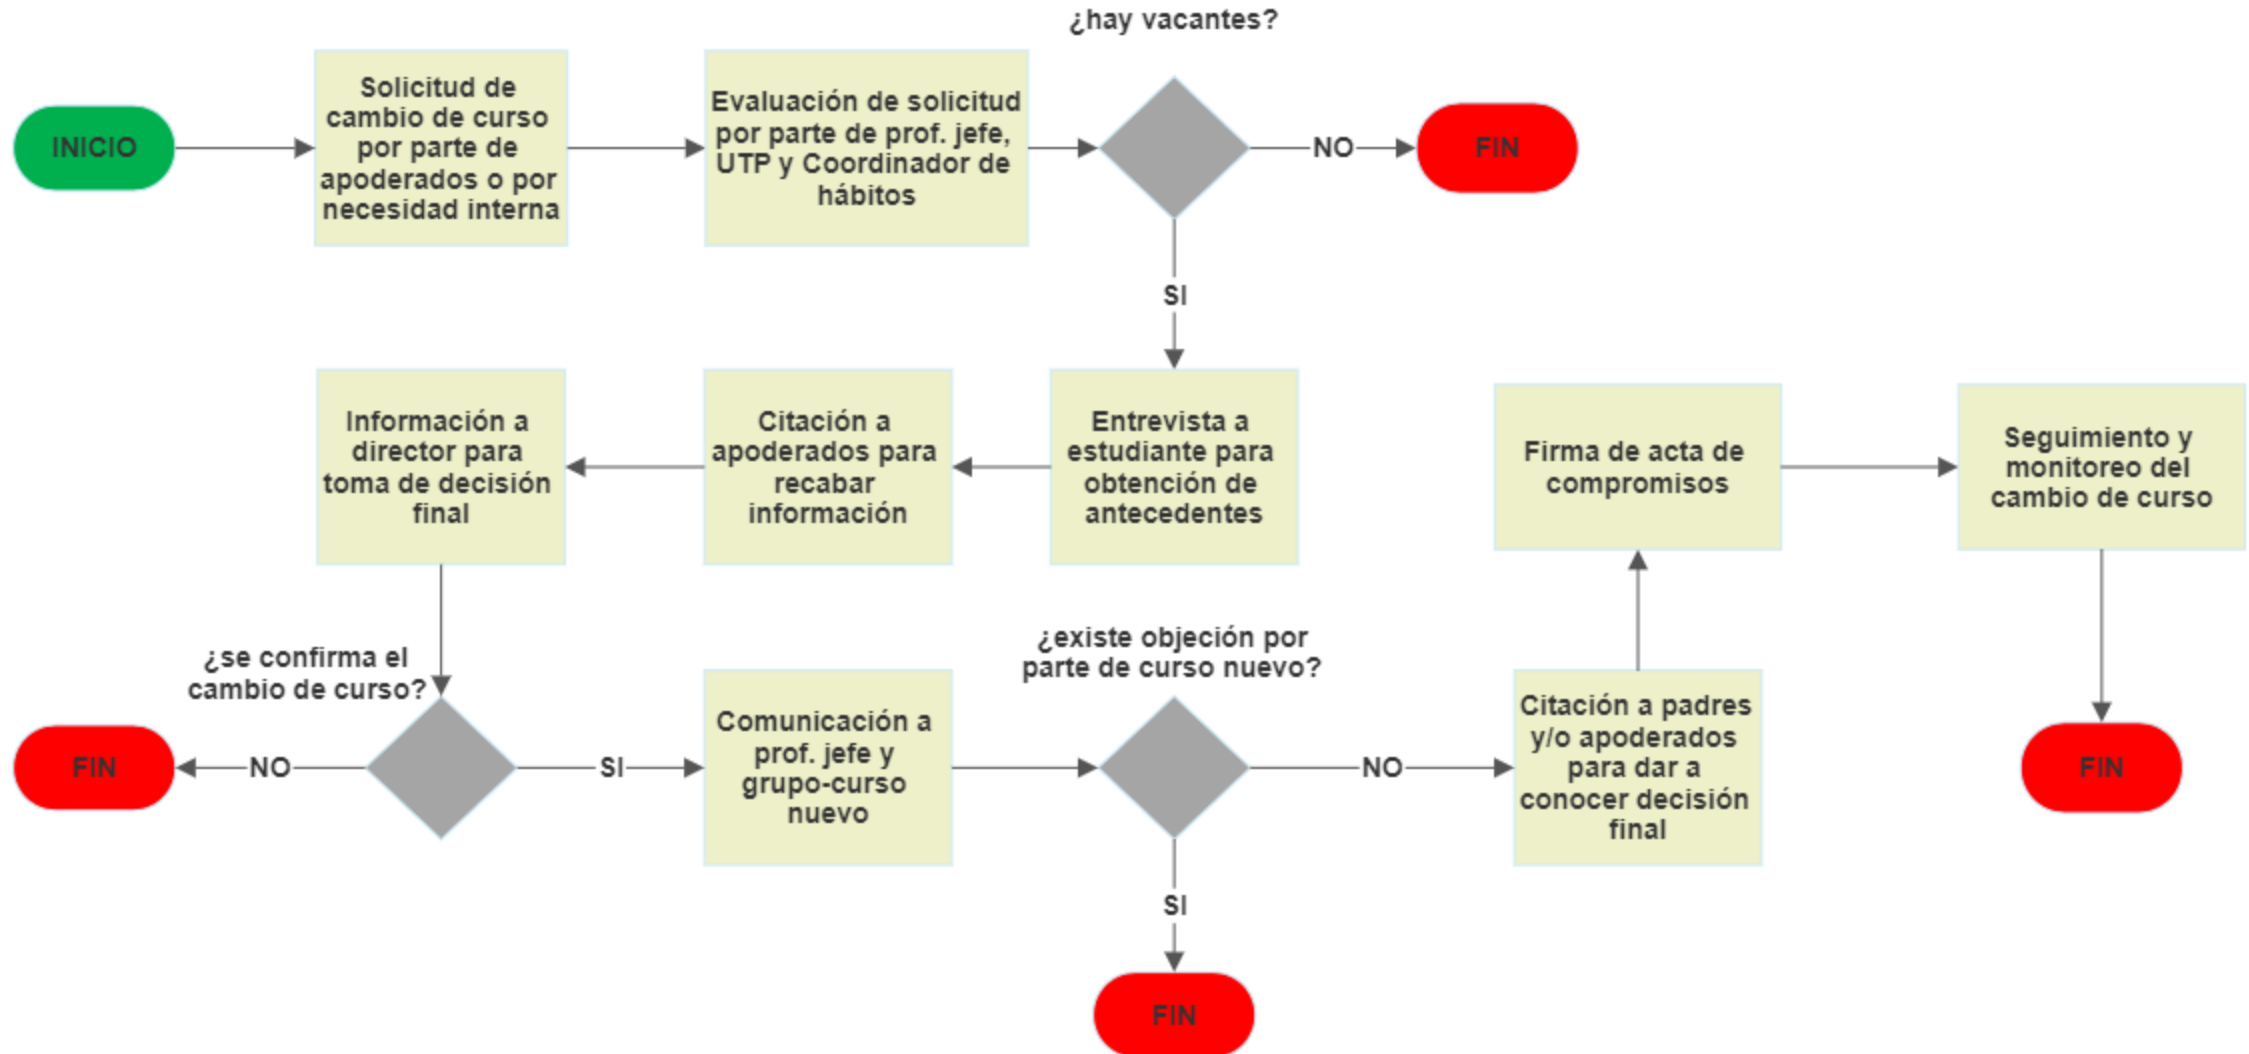 ¿hay vacantes?
INICIO
Solicitud de
cambio de curso
por parte de
apoderados o por
necesidad interna
Evaluación de solicitud
por parte de prof. jefe,
UTP y Coordinador de
hábitos
NO
FIN
SI
Entrevista a
estudiante para
obtención de
antecedentes
Citación a
apoderados para
recabar
información
Información a
director para
toma de decisión
final
¿se confirma el
cambio de curso?
NO
FIN
SI
Comunicación a
prof. jefe y
grupo-curso
nuevo
¿existe objeción por
parte de curso nuevo?
SI
FIN
NO
Citación a padres
y/o apoderados
para dar a
conocer decisión
final
Firma de acta de
compromisos
Seguimiento y
monitoreo del
cambio de curso
FIN